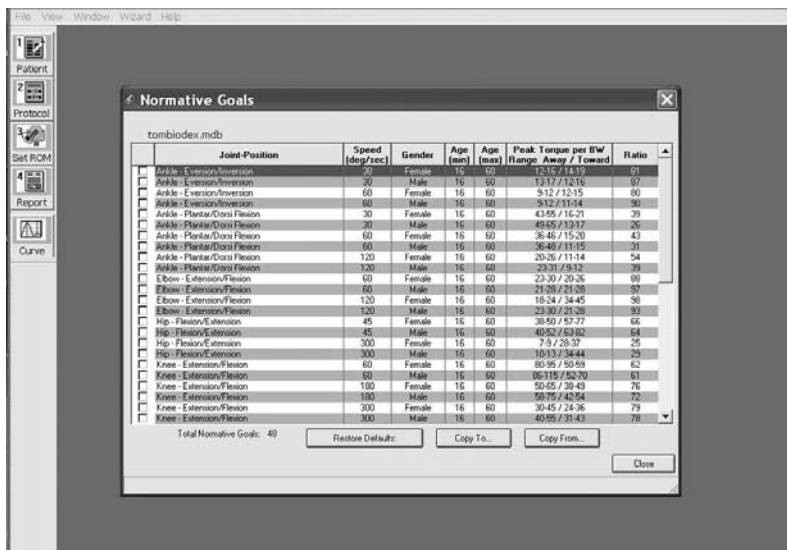 File View Window Wizard Help
1
Patient
2
Protocol
3
Set ROM
4
Report
Curve
Normative Goals
tombiodex.mdb
Joint-Position Speed (deg/sec) Gender Age (min) Age (max) Peak Torque per BW Range Away / Toward Ratio
Ankle - Eversion/Inversion 30 Female 16 60 12-16 / 14-19 81
Ankle - Eversion/Inversion 30 Male 16 60 13-17 / 12-16 87
Ankle - Eversion/Inversion 60 Female 16 60 9-12 / 12-15 80
Ankle - Eversion/Inversion 60 Male 16 60 9-12 / 11-14 90
Ankle - Plantar/Dorsi Flexion 30 Female 16 60 43-55 / 16-21 39
Ankle - Plantar/Dorsi Flexion 30 Male 16 60 49-65 / 13-17 26
Ankle - Plantar/Dorsi Flexion 60 Female 16 60 36-46 / 15-20 43
Ankle - Plantar/Dorsi Flexion 60 Male 16 60 36-48 / 11-15 31
Ankle - Plantar/Dorsi Flexion 120 Female 16 60 20-26 / 11-14 54
Ankle - Plantar/Dorsi Flexion 120 Male 16 60 23-31 / 9-12 39
Elbow - Extension/Flexion 60 Female 16 60 23-30 / 20-26 88
Elbow - Extension/Flexion 60 Male 16 60 21-28 / 21-28 97
Elbow - Extension/Flexion 120 Female 16 60 18-24 / 34-45 98
Elbow - Extension/Flexion 120 Male 16 60 23-30 / 21-28 93
Hip - Flexion/Extension 45 Female 16 60 38-50 / 57-77 66
Hip - Flexion/Extension 45 Male 16 60 40-52 / 63-82 64
Hip - Flexion/Extension 300 Female 16 60 7-9 / 28-37 25
Hip - Flexion/Extension 300 Male 16 60 10-13 / 34-44 29
Knee - Extension/Flexion 60 Female 16 60 80-95 / 50-59 62
Knee - Extension/Flexion 60 Male 16 60 86-115 / 52-70 61
Knee - Extension/Flexion 180 Female 16 60 50-65 / 38-49 76
Knee - Extension/Flexion 180 Male 16 60 58-75 / 42-54 72
Knee - Extension/Flexion 300 Female 16 60 30-45 / 24-36 79
Knee - Extension/Flexion 300 Male 16 60 40-55 / 31-43 78
Total Normative Goals: 48 Restore Defaults: Copy To... Copy From...
Close